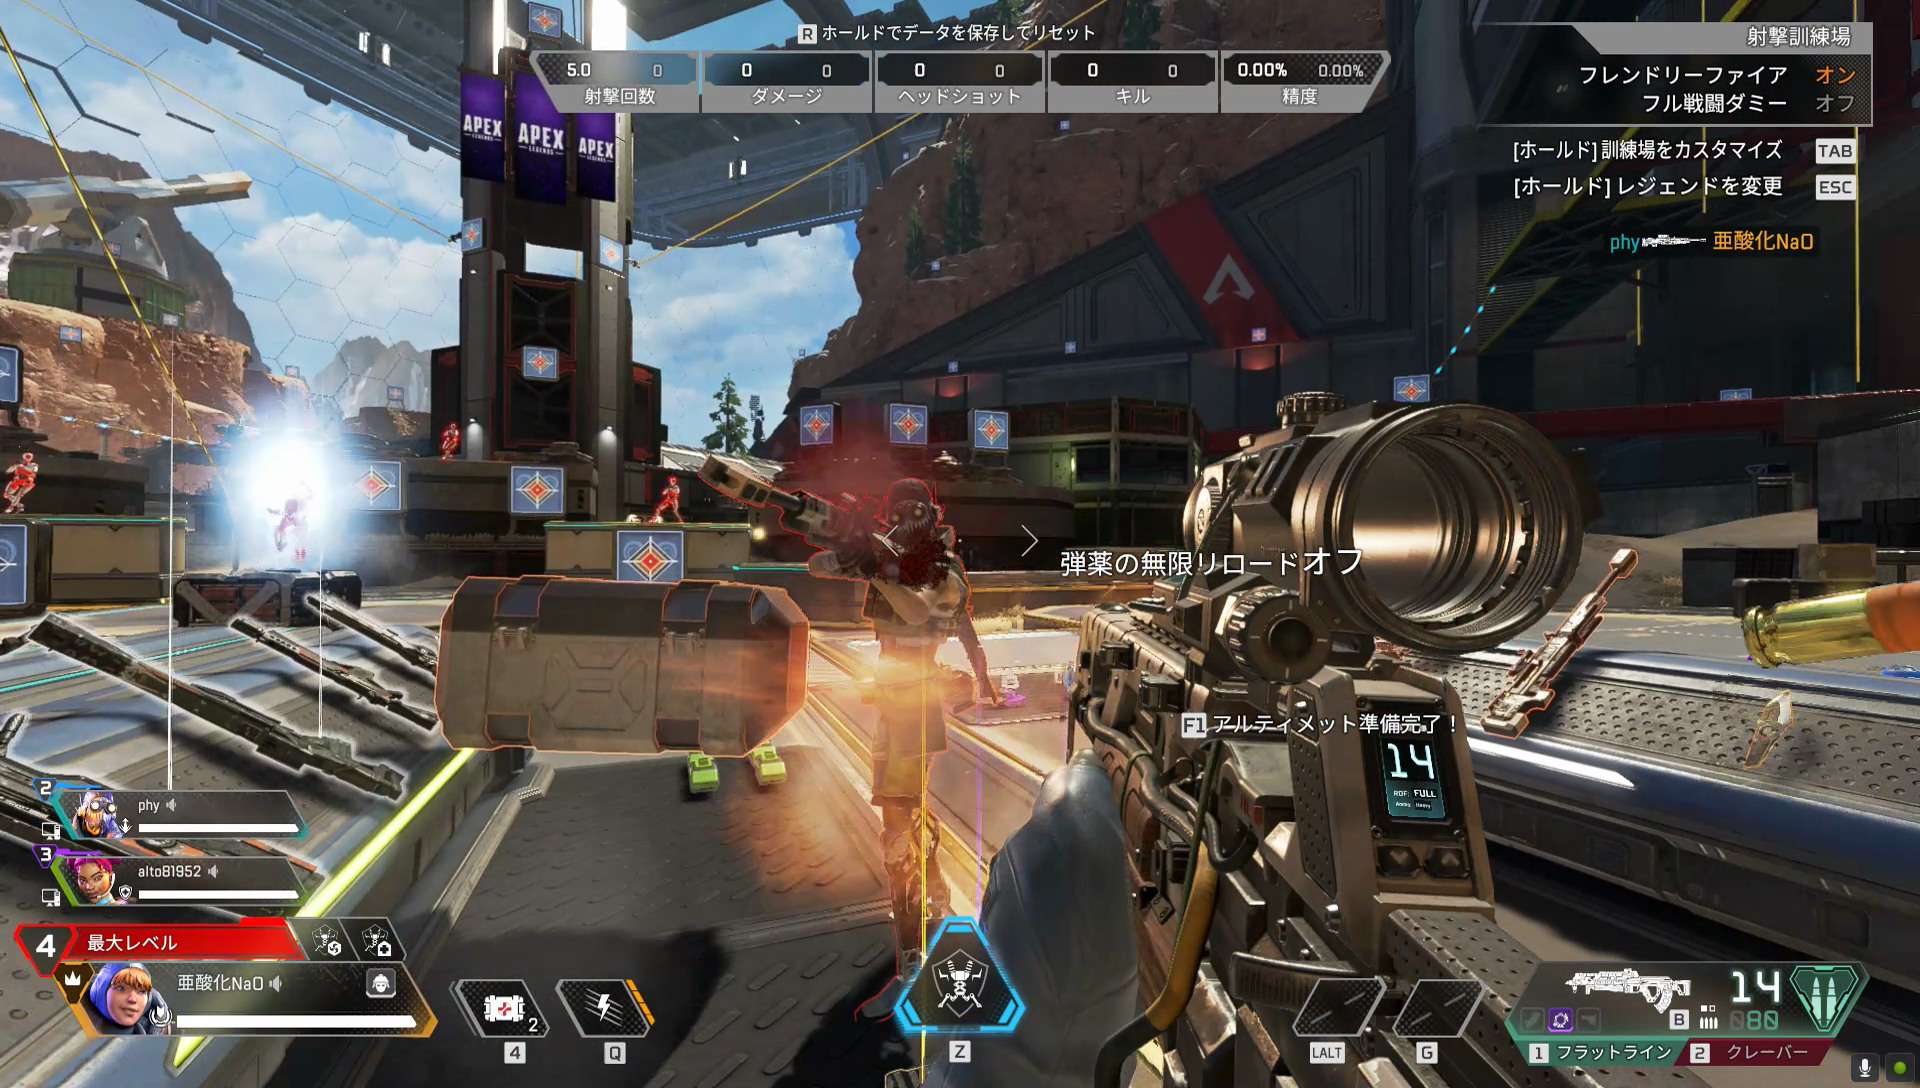 R ホールドでデータを保存してリセット
5.0 0
射撃回数
0 0
ダメージ
0 0
ヘッドショット
0 0
キル
0.00% 0.00%
精度
射撃訓練場
フレンドリーファイア オン
フル戦闘ダミー オフ
[ホールド]訓練場をカスタマイズ TAB
[ホールド]レジェンドを変更 ESC
phy 亜酸化NaO
APEX
LEGENDS
APEX
LEGENDS
APEX
LEGENDS
弾薬の無限リロードオフ
F1 アルティメット準備完了！
14
RDF: FULL
Ammo: Heavy
2
phy
3
alto81952
4 最大レベル
亜酸化NaO
2
4
Q
Z
LALT
G
14
B
080
1 フラットライン
2 クレーバー